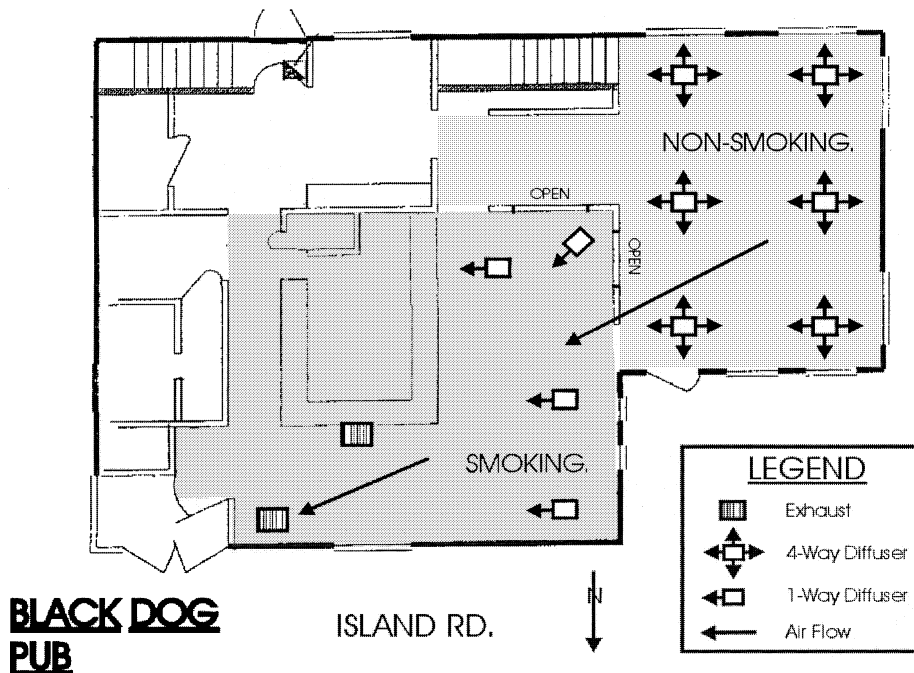 NON-SMOKING.
OPEN
OPEN
SMOKING.
LEGEND
Exhaust
4-Way Diffuser
1-Way Diffuser
Air Flow
N
ISLAND RD.
BLACK DOG
PUB